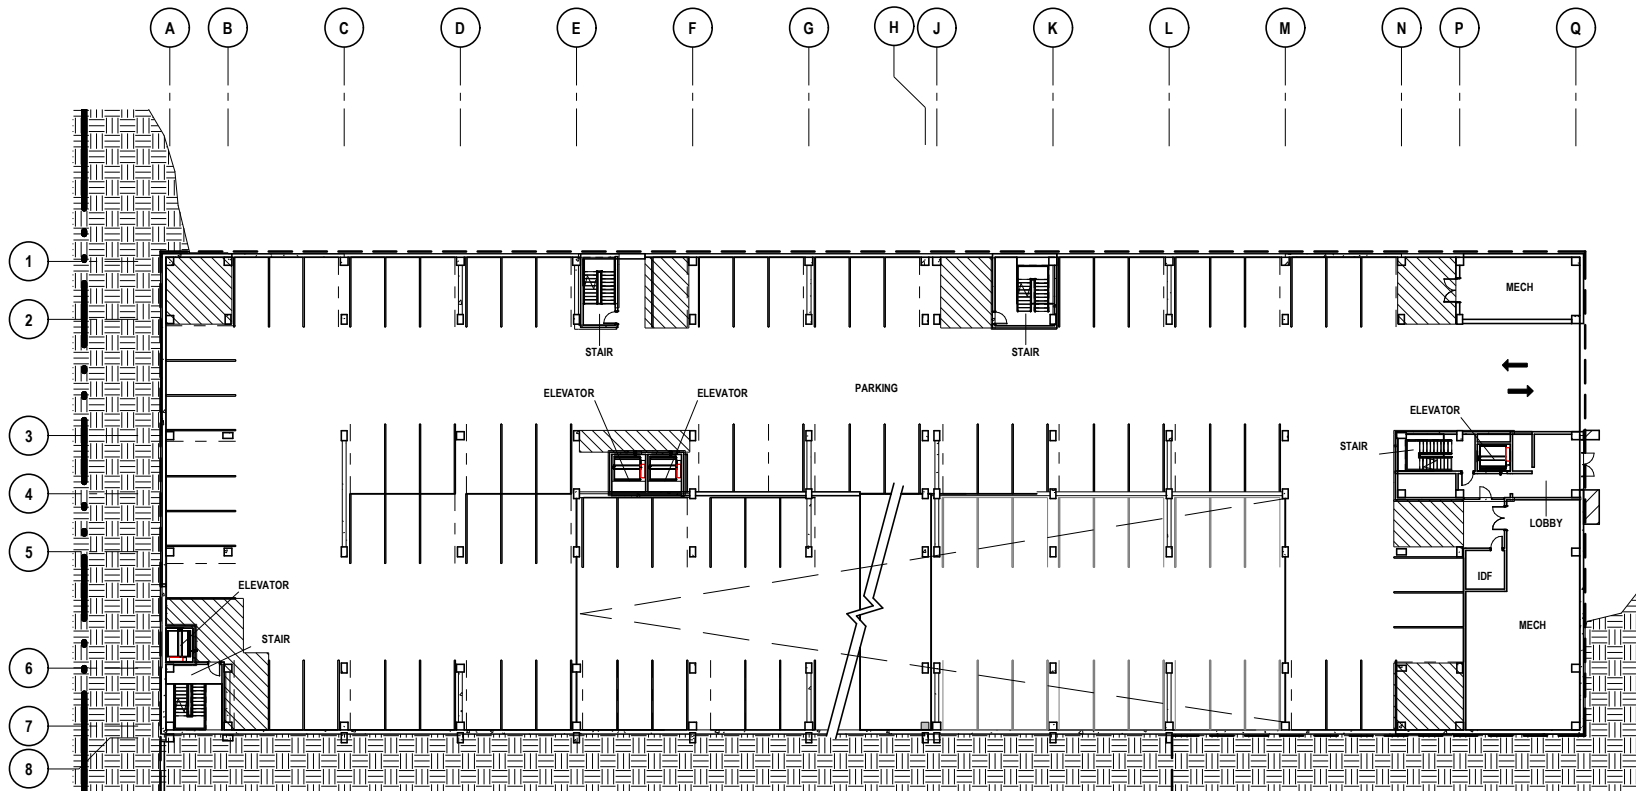 A B C D E F G H J K L M N P Q
1
MECH
2
STAIR
STAIR
PARKING
ELEVATOR
ELEVATOR
ELEVATOR
3
STAIR
4
LOBBY
5
IDF
ELEVATOR
MECH
STAIR
6
7
8